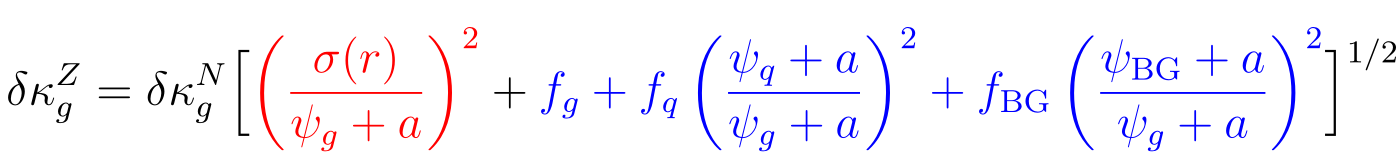 δκ_g^Z = δκ_g^N [ ( σ(r) / (ψ_g + a) )^2 + f_g + f_q ( (ψ_q + a) / (ψ_g + a) )^2 + f_BG ( (ψ_BG + a) / (ψ_g + a) )^2 ]^{1/2}